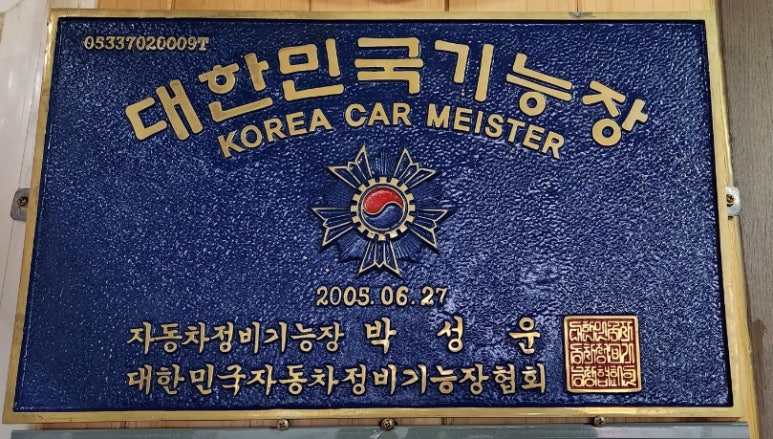 05337020009T
대한민국기능장
KOREA CAR MEISTER
2005.06.27
자동차정비기능장 박 성 운
대한민국자동차정비기능장협회